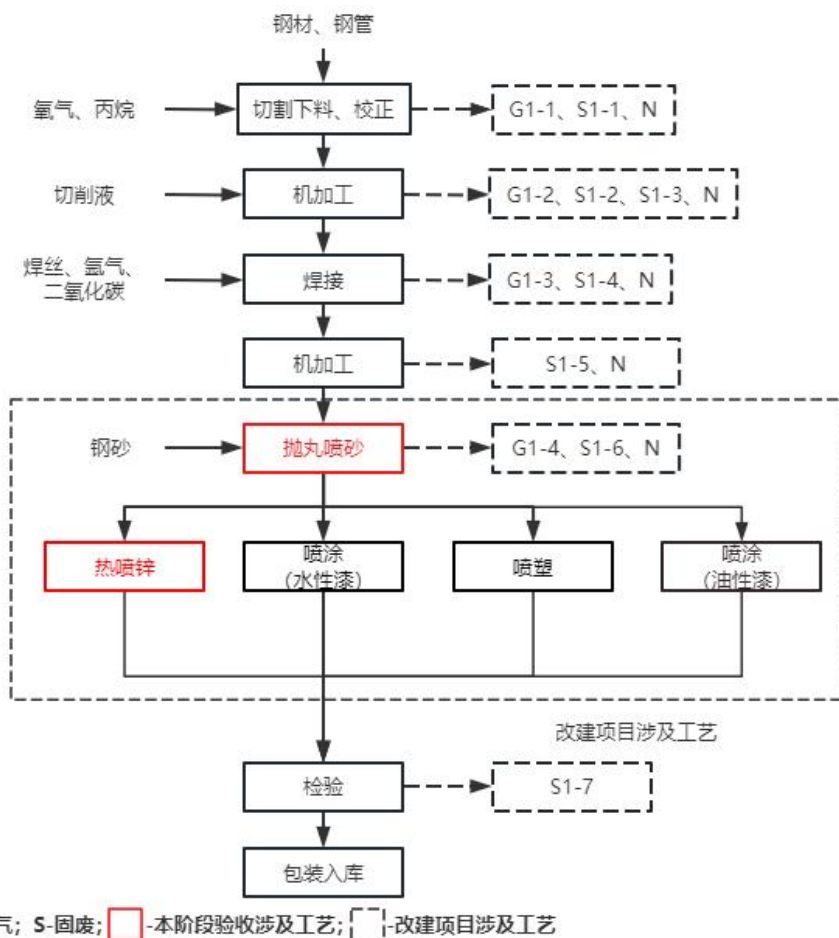 钢材、钢管
氧气、丙烷
切割下料、校正
G1-1、S1-1、N
切削液
机加工
G1-2、S1-2、S1-3、N
焊丝、氩气、
二氧化碳
焊接
G1-3、S1-4、N
机加工
S1-5、N
钢砂
抛丸喷砂
G1-4、S1-6、N
热喷锌
喷涂
(水性漆)
喷塑
喷涂
(油性漆)
改建项目涉及工艺
检验
S1-7
包装入库
气; S-固废; -本阶段验收涉及工艺; -改建项目涉及工艺